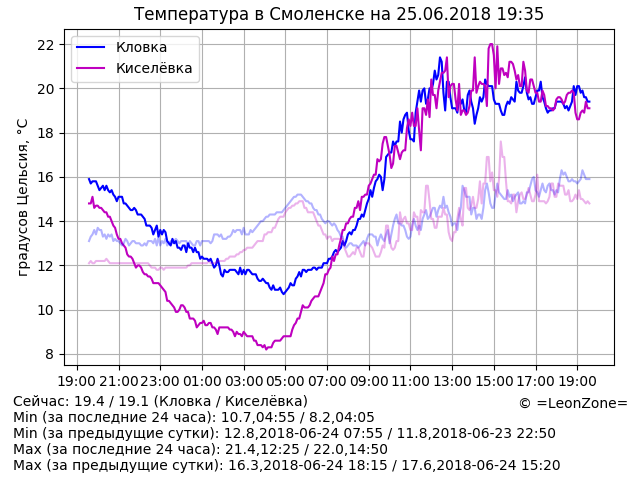 Температура в Смоленске на 25.06.2018 19:35
градусов Цельсия, °C
Кловка
Киселёвка
22
20
18
16
14
12
10
8
19:00 21:00 23:00 01:00 03:00 05:00 07:00 09:00 11:00 13:00 15:00 17:00 19:00
Сейчас: 19.4 / 19.1 (Кловка / Киселёвка)
© =LeonZone=
Min (за последние 24 часа): 10.7,04:55 / 8.2,04:05
Min (за предыдущие сутки): 12.8,2018-06-24 07:55 / 11.8,2018-06-23 22:50
Max (за последние 24 часа): 21.4,12:25 / 22.0,14:50
Max (за предыдущие сутки): 16.3,2018-06-24 18:15 / 17.6,2018-06-24 15:20